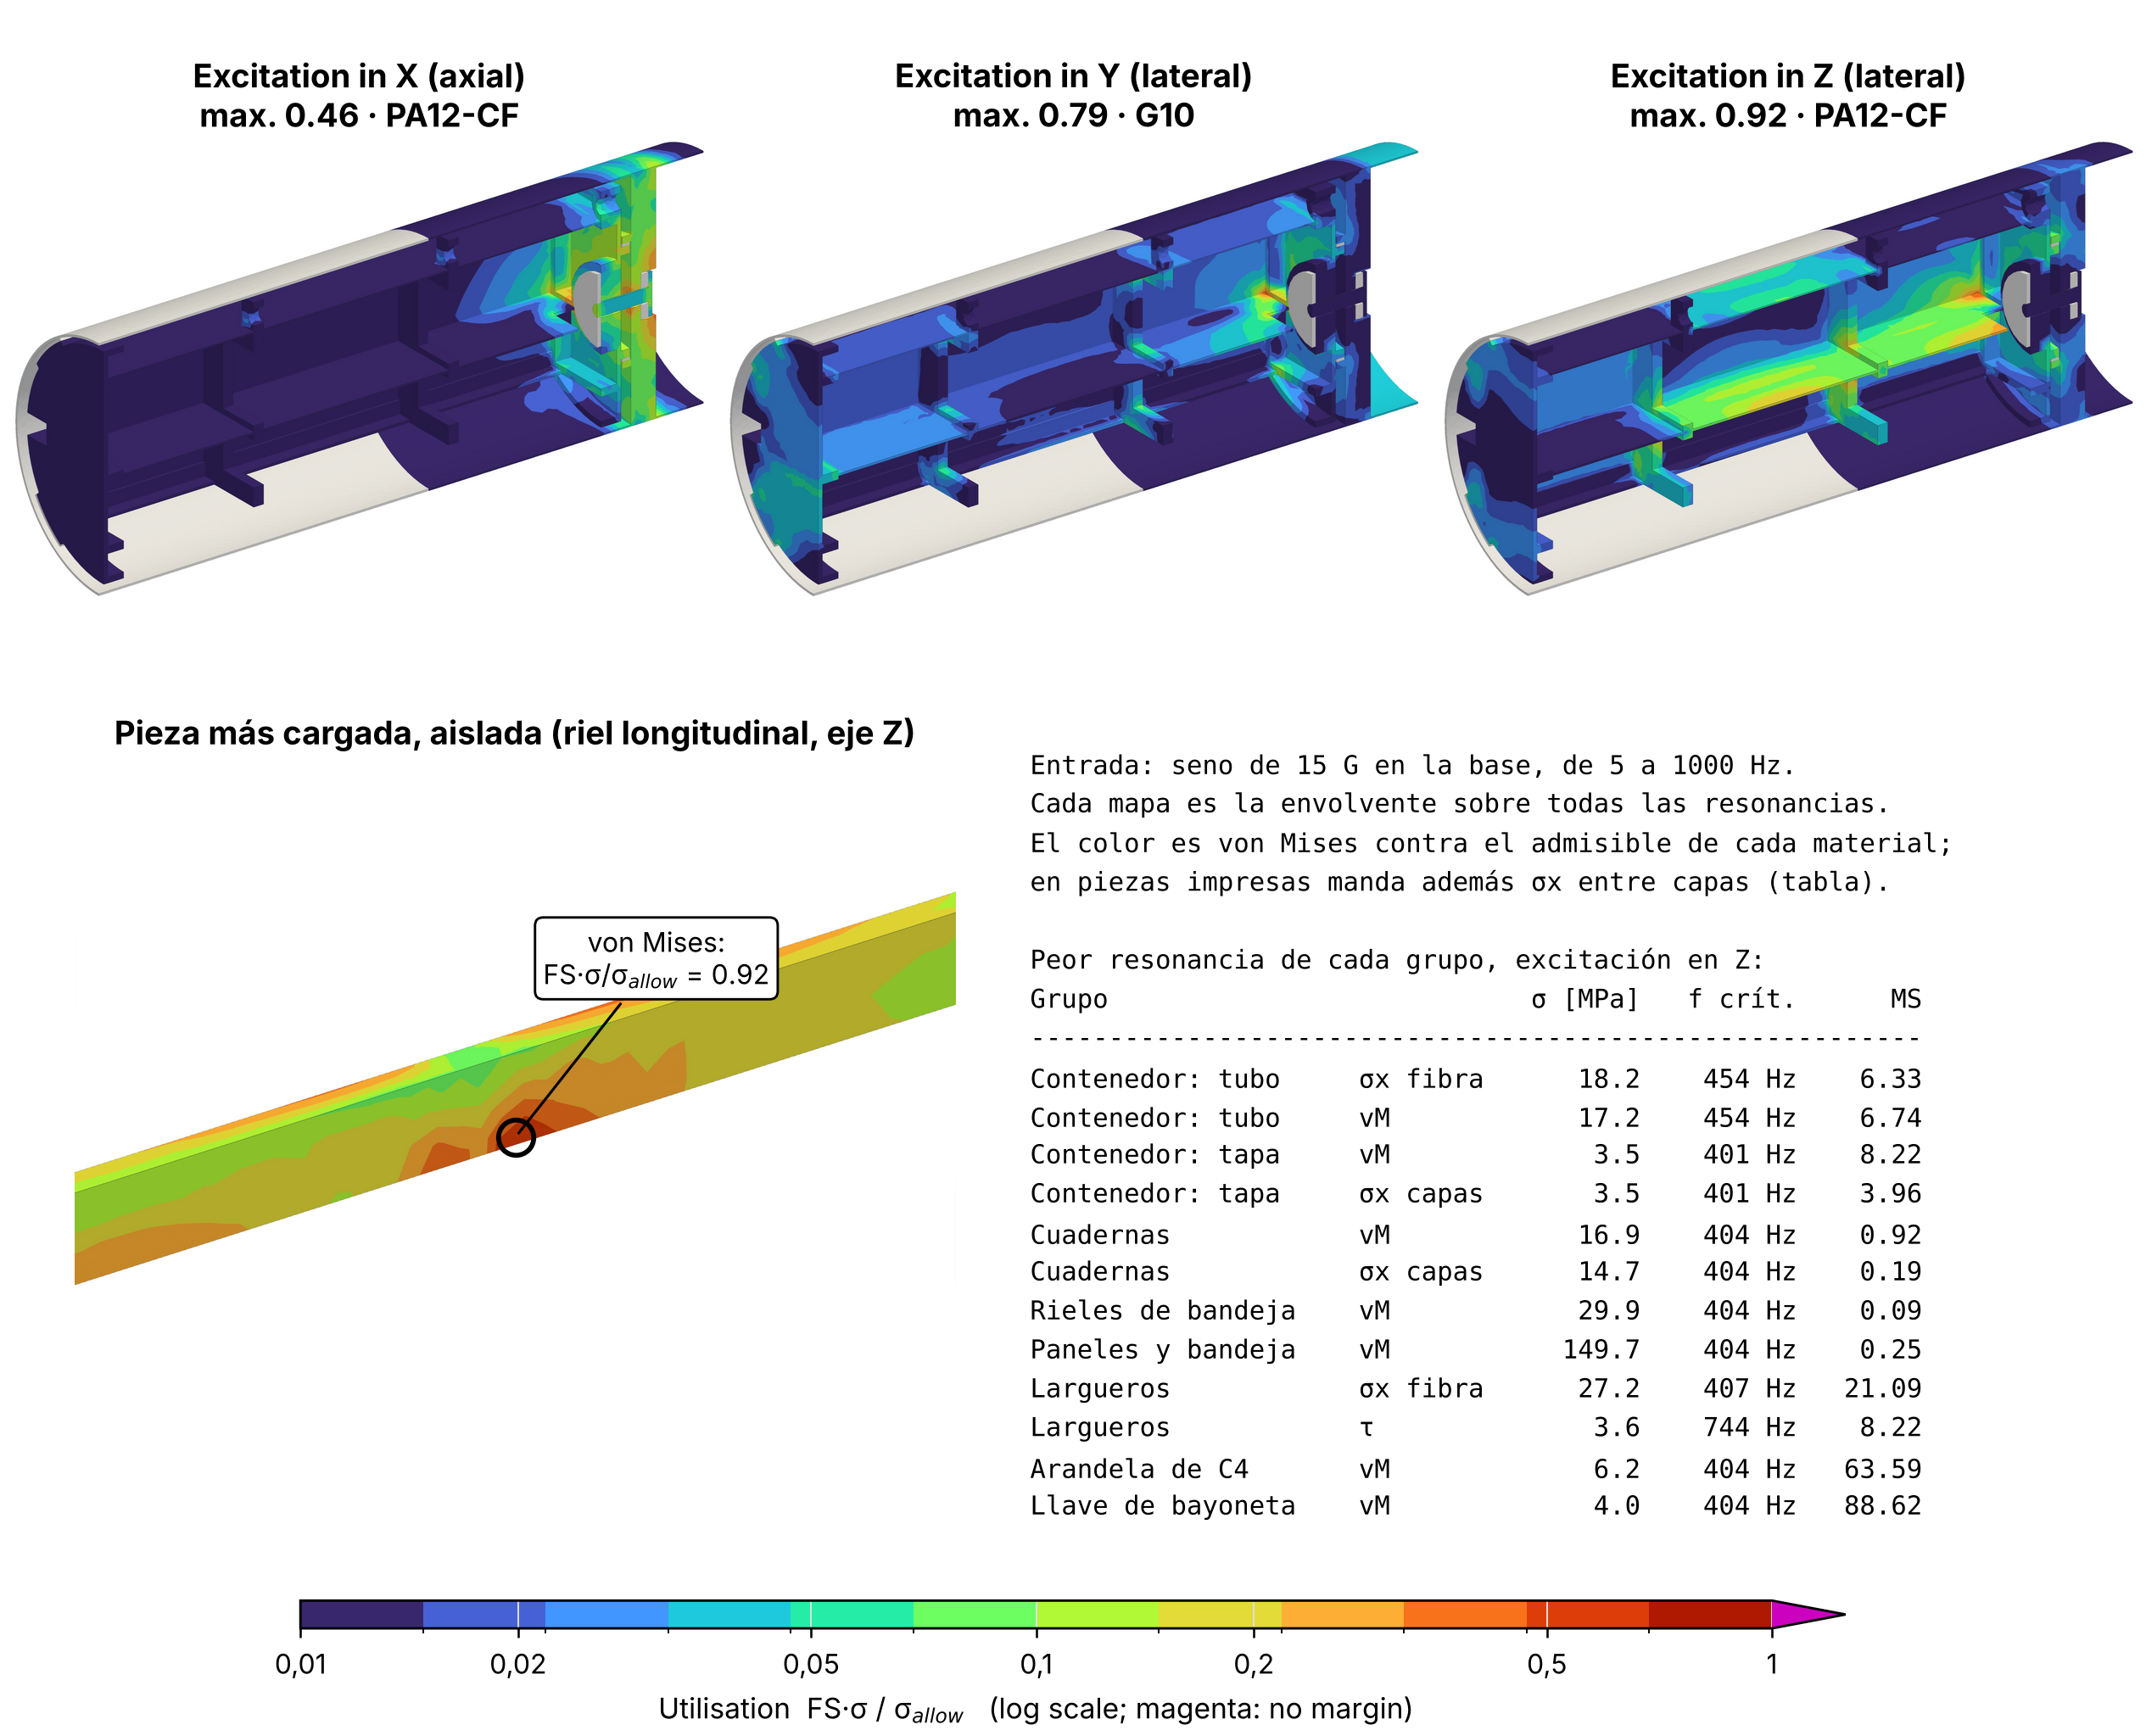 Excitation in X (axial)
max. 0.46 · PA12-CF
Excitation in Y (lateral)
max. 0.79 · G10
Excitation in Z (lateral)
max. 0.92 · PA12-CF
Pieza más cargada, aislada (riel longitudinal, eje Z)
von Mises:
FS·σ/σallow = 0.92
Entrada: seno de 15 G en la base, de 5 a 1000 Hz.
Cada mapa es la envolvente sobre todas las resonancias.
El color es von Mises contra el admisible de cada material;
en piezas impresas manda además σx entre capas (tabla).
Peor resonancia de cada grupo, excitación en Z:
Grupo σ [MPa] f crít. MS
---------------------------------------------------------
Contenedor: tubo σx fibra 18.2 454 Hz 6.33
Contenedor: tubo vM 17.2 454 Hz 6.74
Contenedor: tapa vM 3.5 401 Hz 8.22
Contenedor: tapa σx capas 3.5 401 Hz 3.96
Cuadernas vM 16.9 404 Hz 0.92
Cuadernas σx capas 14.7 404 Hz 0.19
Rieles de bandeja vM 29.9 404 Hz 0.09
Paneles y bandeja vM 149.7 404 Hz 0.25
Largueros σx fibra 27.2 407 Hz 21.09
Largueros τ 3.6 744 Hz 8.22
Arandela de C4 vM 6.2 404 Hz 63.59
Llave de bayoneta vM 4.0 404 Hz 88.62
0,01 0,02 0,05 0,1 0,2 0,5 1
Utilisation FS·σ / σallow (log scale; magenta: no margin)